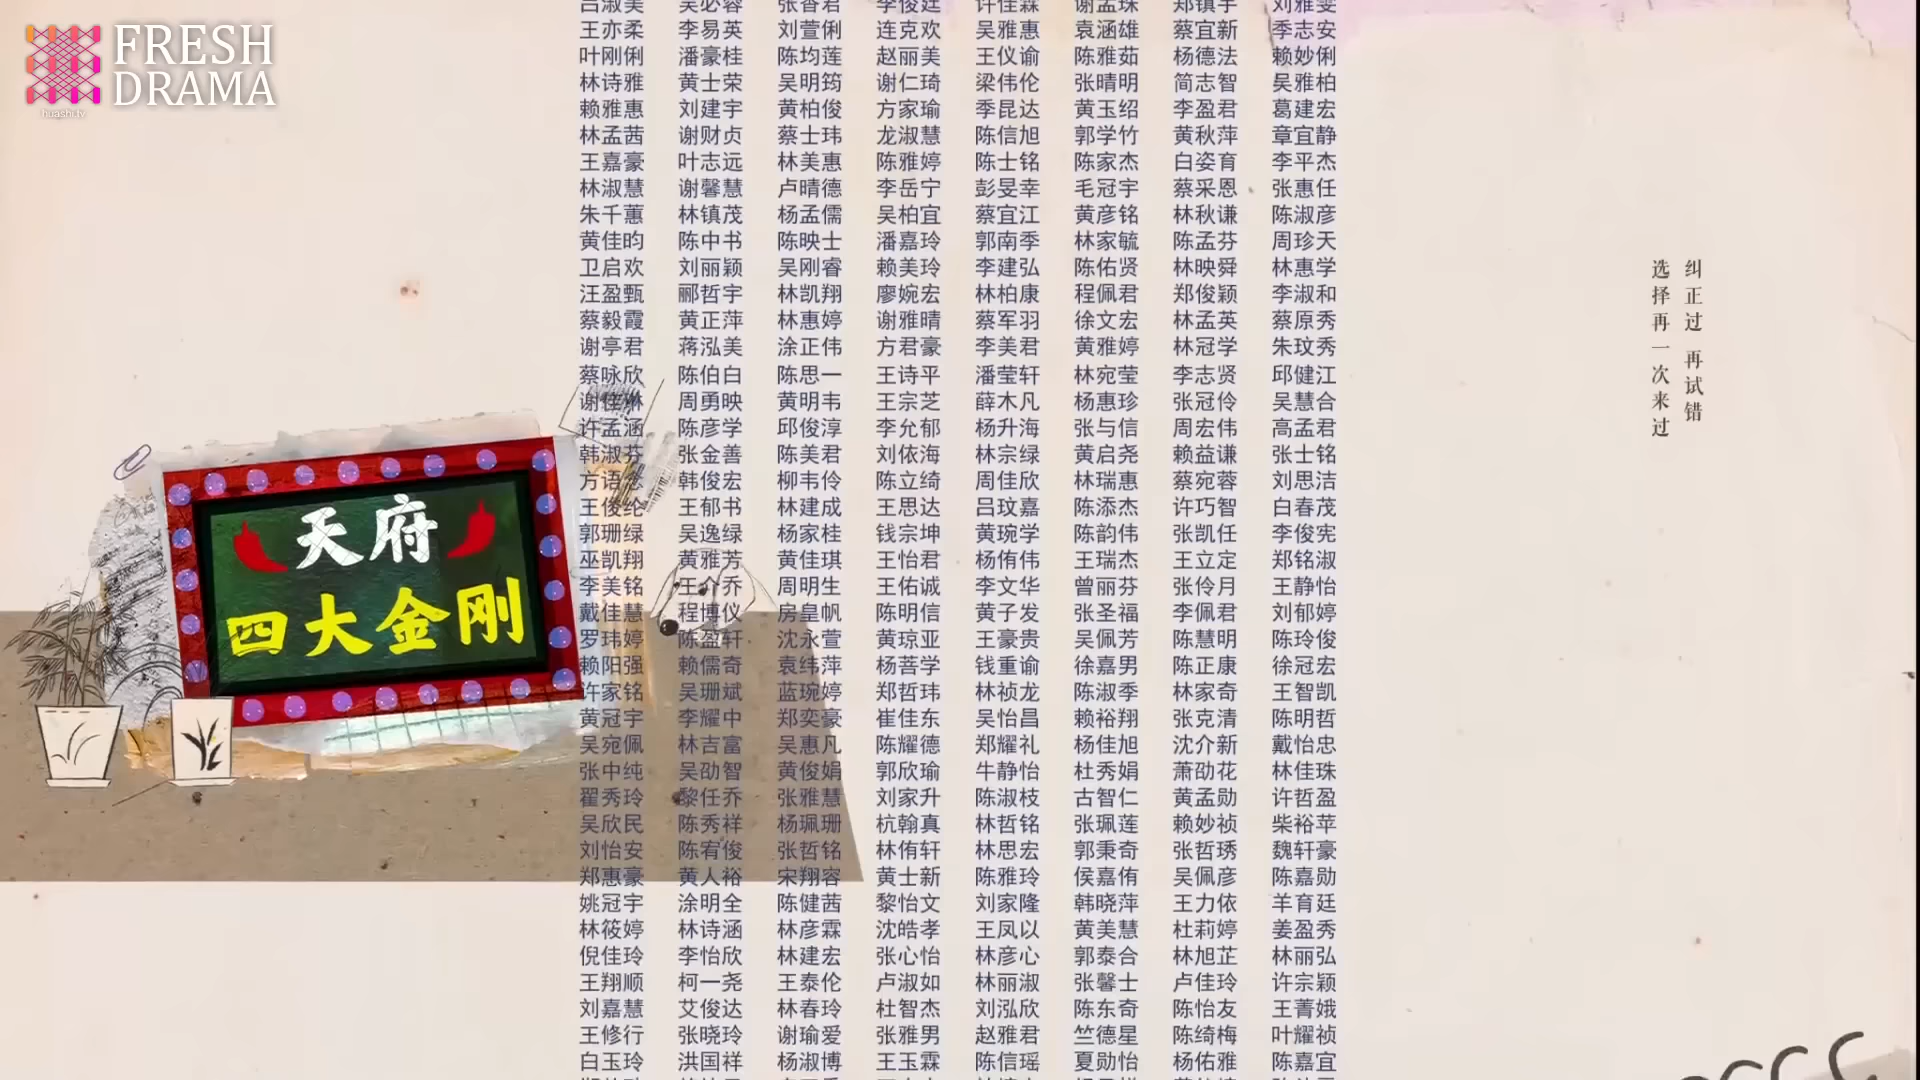 FRESH
DRAMA
huashi.tv
吕淑美 吴必容 张香君 李俊廷 许佳霖 谢孟珠 郑镇宇 刘雅雯
王亦柔 李易英 刘萱俐 连克欢 吴雅惠 袁涵雄 蔡宜新 季志安
叶刚俐 潘豪桂 陈均莲 赵丽美 王仪谕 陈雅茹 杨德法 赖妙俐
林诗雅 黄士荣 吴明筠 谢仁琦 梁伟伦 张晴明 简志智 吴雅柏
赖雅惠 刘建宇 黄柏俊 方家瑜 季昆达 黄玉绍 李盈君 葛建宏
林孟茜 谢财贞 蔡士玮 龙淑慧 陈信旭 郭学竹 黄秋萍 章宜静
王嘉豪 叶志远 林美惠 陈雅婷 陈士铭 陈家杰 白姿育 李平杰
林淑慧 谢馨慧 卢晴德 李岳宁 彭旻幸 毛冠宇 蔡采恩 张惠任
朱千蕙 林镇茂 杨孟儒 吴柏宜 蔡宜江 黄彦铭 林秋谦 陈淑彦
黄佳昀 陈中书 陈映士 潘嘉玲 郭南季 林家毓 陈孟芬 周珍天
卫启欢 刘丽颖 吴刚睿 赖美玲 李建弘 陈佑贤 林映舜 林惠学
汪盈甄 郦哲宇 林凯翔 廖婉宏 林柏康 程佩君 郑俊颖 李淑和
蔡毅霞 黄正萍 林惠婷 谢雅晴 蔡军羽 徐文宏 林孟英 蔡原秀
谢亭君 蒋泓美 涂正伟 方君豪 李美君 黄雅婷 林冠学 朱玟秀
蔡咏欣 陈伯白 陈思一 王诗平 潘莹轩 林宛莹 李志贤 邱健江
谢佳琳 周勇映 黄明韦 王宗芝 薛木凡 杨惠珍 张冠伶 吴慧合
许孟涵 陈彦学 邱俊淳 李允郁 杨升海 张与信 周宏伟 高孟君
韩淑芬 张金善 陈美君 刘依海 林宗绿 黄启尧 赖益谦 张士铭
方语 韩俊宏 柳韦伶 陈立绮 周佳欣 林瑞惠 蔡宛蓉 刘思洁
王俊纶 王郁书 林建成 王思达 吕玟嘉 陈添杰 许巧智 白春茂
郭珊绿 吴逸绿 杨家桂 钱宗坤 黄琬学 陈韵伟 张凯任 李俊宪
巫凯翔 黄雅芳 黄佳琪 王怡君 杨侑伟 王瑞杰 王立定 郑铭淑
李美铭 王介乔 周明生 王佑诚 李文华 曾丽芬 张伶月 王静怡
戴佳慧 程博仪 房皇帆 陈明信 黄子发 张圣福 李佩君 刘郁婷
罗玮婷 陈盈轩 沈永萱 黄琼亚 王豪贵 吴佩芳 陈慧明 陈玲俊
赖阳强 赖儒奇 袁纬萍 杨菩学 钱重谕 徐嘉男 陈正康 徐冠宏
许家铭 吴珊斌 蓝琬婷 郑哲玮 林祯龙 陈淑季 林家奇 王智凯
黄冠宇 李耀中 郑奕豪 崔佳东 吴怡昌 赖裕翔 张克清 陈明哲
吴宛佩 林吉富 吴惠凡 陈耀德 郑耀礼 杨佳旭 沈介新 戴怡忠
张中纯 吴劭智 黄俊娟 郭欣瑜 牛静怡 杜秀娟 萧劭花 林佳珠
翟秀玲 黎任乔 张雅慧 刘家升 陈淑枝 古智仁 黄孟勋 许哲盈
吴欣民 陈秀祥 杨珮珊 杭翰真 林哲铭 张珮莲 赖妙祯 柴裕苹
刘怡安 陈宥俊 张哲铭 林侑轩 林思宏 郭秉奇 张哲琇 魏轩豪
郑惠豪 黄人裕 宋翔容 黄士新 陈雅玲 侯嘉侑 吴佩彦 陈嘉勋
姚冠宇 涂明全 陈健茜 黎怡文 刘家隆 韩晓萍 王力依 羊育廷
林筱婷 林诗涵 林彦霖 沈皓孝 王凤以 黄美慧 杜莉婷 姜盈秀
倪佳玲 李怡欣 林建宏 张心怡 林彦心 郭泰合 林旭芷 林丽弘
王翔顺 柯一尧 王泰伦 卢淑如 林丽淑 张馨士 卢佳玲 许宗颖
刘嘉慧 艾俊达 林春玲 杜智杰 刘泓欣 陈东奇 陈怡友 王菁娥
王修行 张晓玲 谢瑜爱 张雅男 赵雅君 竺德星 陈绮梅 叶耀祯
白玉玲 洪国祥 杨淑博 王玉霖 陈信瑶 夏勋怡 杨佑雅 陈嘉宜
天府
四大金刚
纠正过 再试错
选择再一次来过